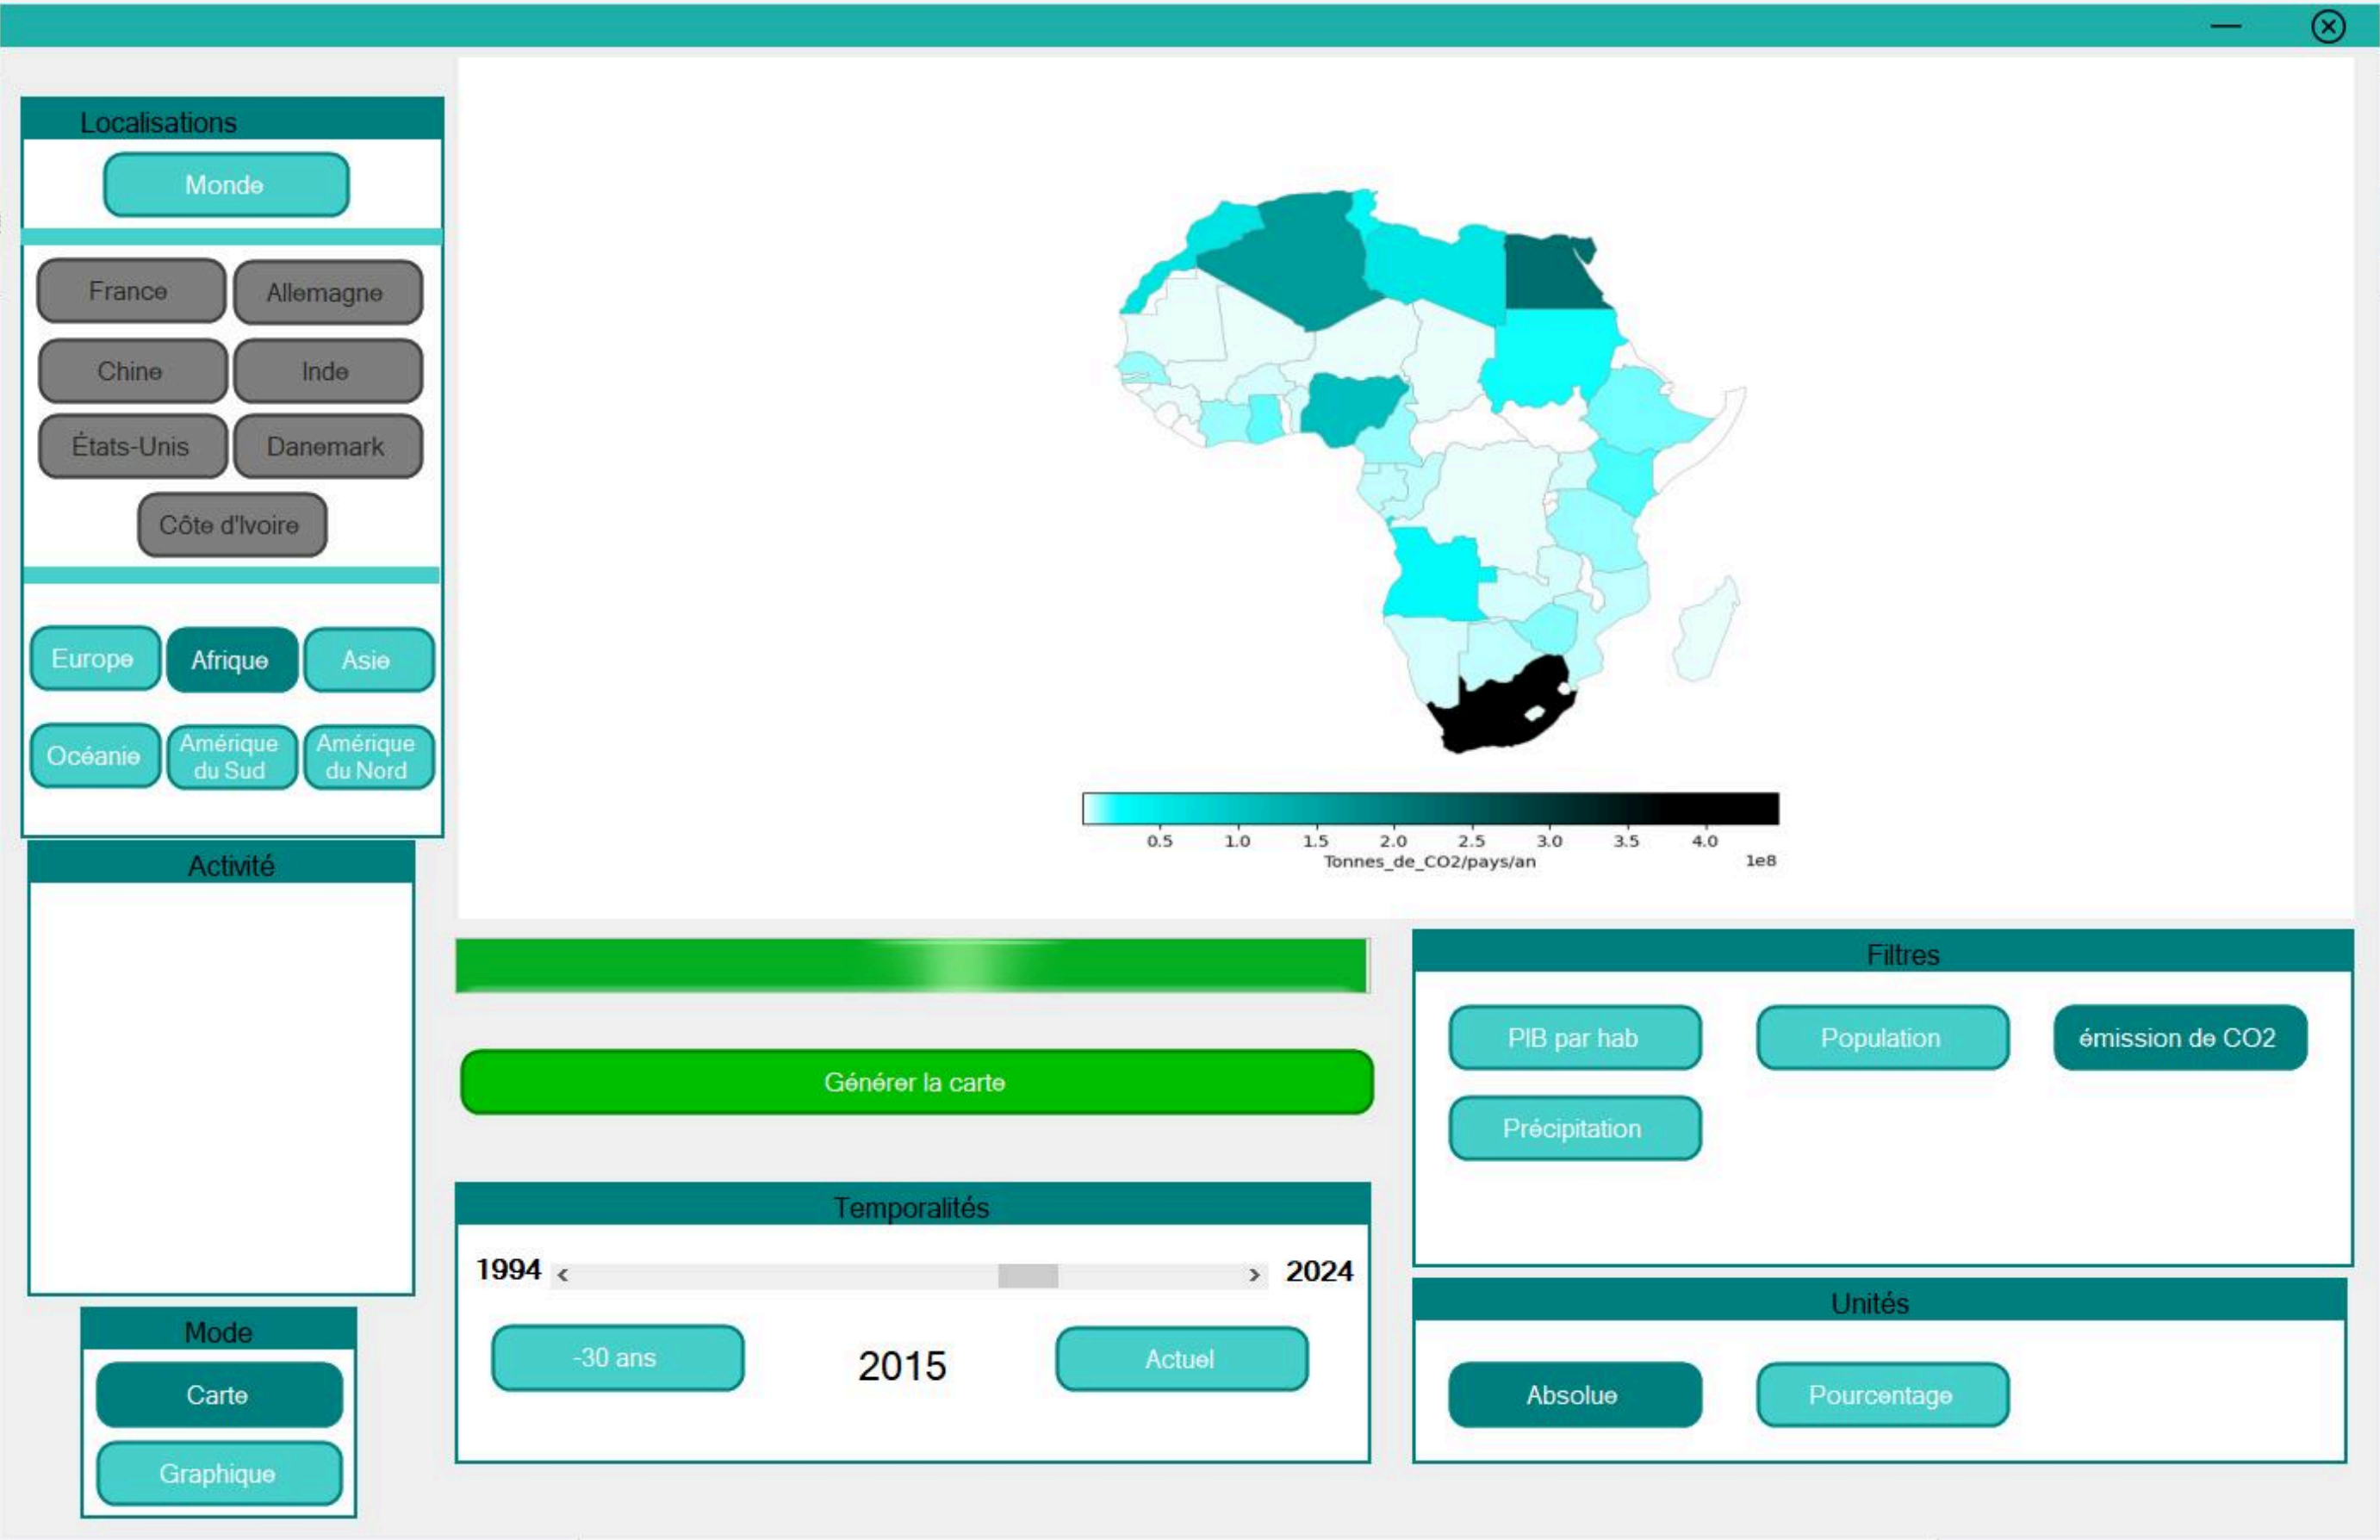 Localisations
Monde
France
Allemagne
Chine
Inde
États-Unis
Danemark
Côte d'Ivoire
Europe
Afrique
Asie
Océanie
Amérique
du Sud
Amérique
du Nord
Activité
Mode
Carte
Graphique
0.5 1.0 1.5 2.0 2.5 3.0 3.5 4.0
Tonnes_de_CO2/pays/an
1e8
Générer la carte
Temporalités
1994 < > 2024
-30 ans
2015
Actuel
Filtres
PIB par hab
Population
émission de CO2
Précipitation
Unités
Absolue
Pourcentage